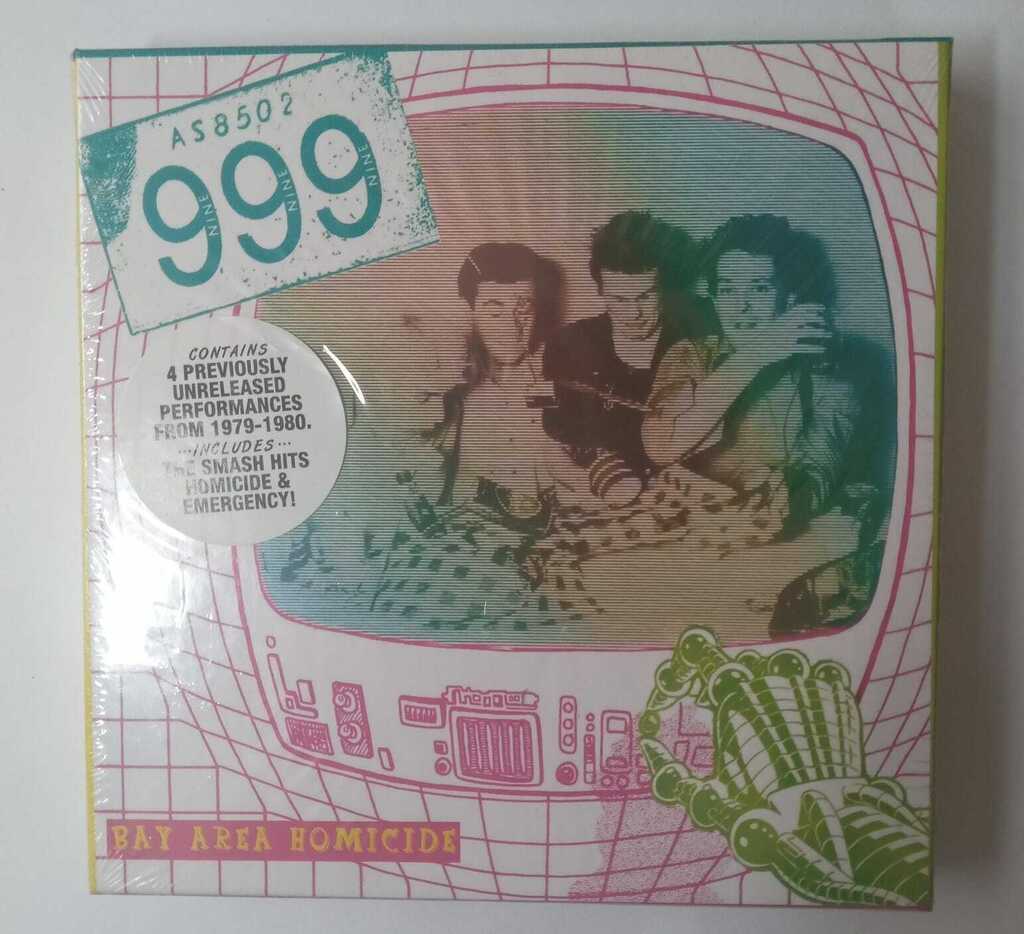 AS8502
999
NINE NINE NINE
CONTAINS
4 PREVIOUSLY
UNRELEASED
PERFORMANCES
FROM 1979-1980.
...INCLUDES...
THE SMASH HITS
HOMICIDE &
EMERGENCY!
BAY AREA HOMICIDE